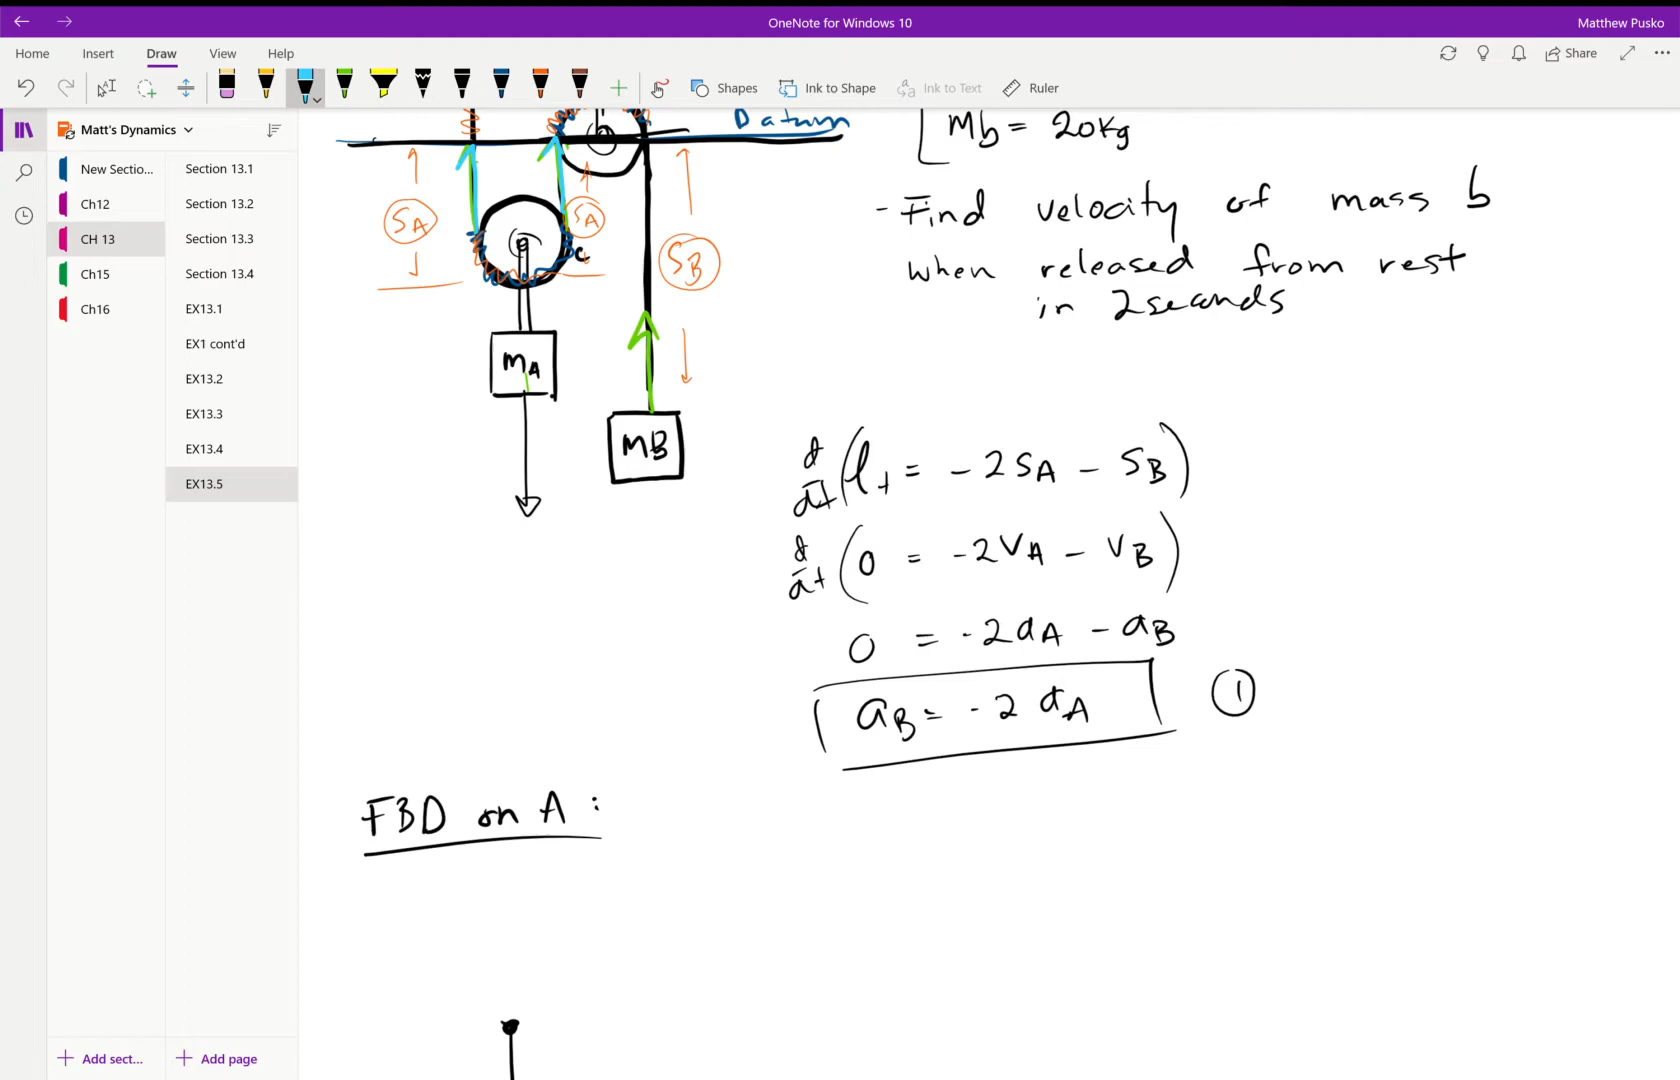 OneNote for Windows 10
Matthew Pusko
Home Insert Draw View Help
Share
Shapes Ink to Shape Ink to Text Ruler
Matt's Dynamics
New Sectio...
Ch12
CH 13
Ch15
Ch16
Section 13.1
Section 13.2
Section 13.3
Section 13.4
EX13.1
EX1 cont'd
EX13.2
EX13.3
EX13.4
EX13.5
Add sect...
Add page
Datum
SA
SA
SB
C
MA
MB
Mb = 20kg
- Find velocity of mass b
when released from rest
in 2 seconds
d/dt (lt = - 2SA - SB)
d/dt (0 = -2VA - VB)
0 = -2aA - aB
aB = -2 aA ①
FBD on A :